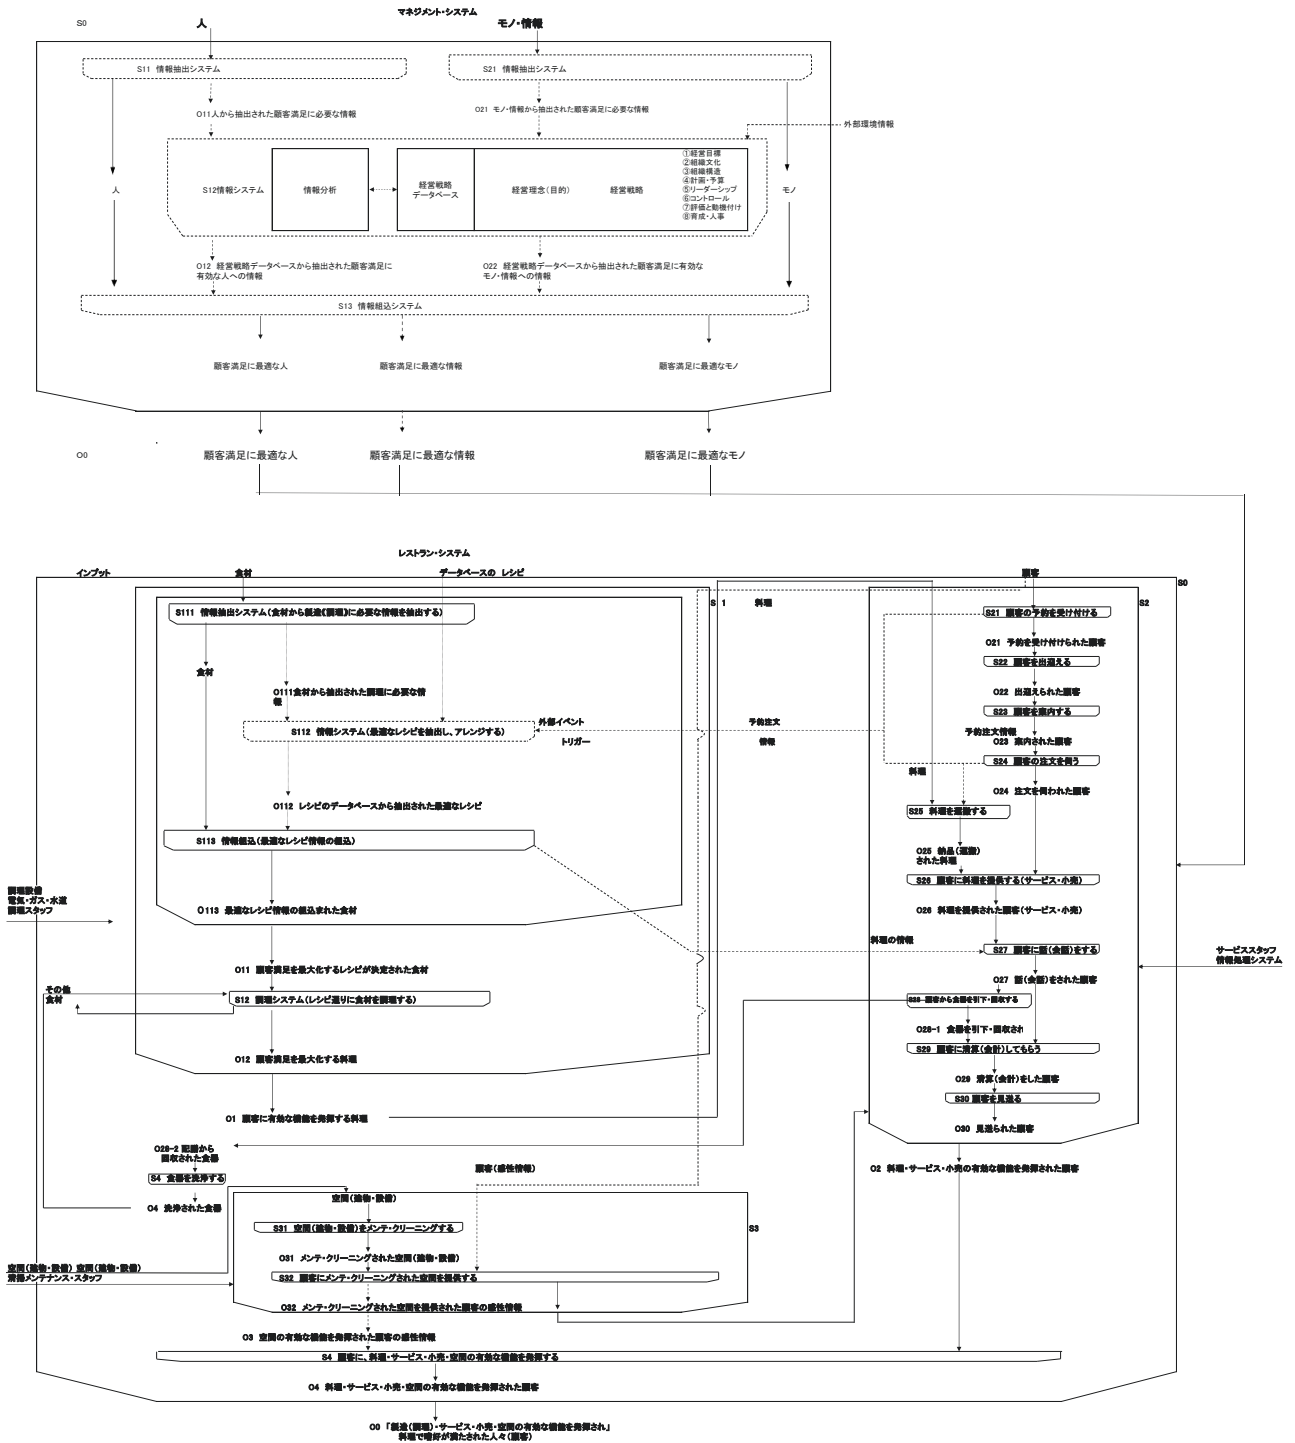 マネジメント・システム
S0
人
モノ・情報
S11 情報抽出システム
S21 情報抽出システム
O11人から抽出された顧客満足に必要な情報
O21 モノ・情報から抽出された顧客満足に必要な情報
外部環境情報
人
S12情報システム
情報分析
経営戦略
データベース
経営理念(目的)
経営戦略
①経営目標
②組織文化
③組織構造
④計画・予算
⑤リーダーシップ
⑥コントロール
⑦評価と動機付け
⑧育成・人事
モノ
O12 経営戦略データベースから抽出された顧客満足に
有効な人への情報
O22 経営戦略データベースから抽出された顧客満足に有効な
モノ・情報への情報
S13 情報組込システム
顧客満足に最適な人
顧客満足に最適な情報
顧客満足に最適なモノ
O0
顧客満足に最適な人
顧客満足に最適な情報
顧客満足に最適なモノ
レストラン・システム
インプット
食材
データベースの レシピ
顧客
S0
S 1
料理
S2
S111 情報抽出システム(食材から製造(調理)に必要な情報を抽出する)
食材
O111食材から抽出された調理に必要な情
報
S112 情報システム(最適なレシピを抽出し、アレンジする)
外部イベント
トリガー
予約注文
情報
O112 レシピのデータベースから抽出された最適なレシピ
S113 情報組込(最適なレシピ情報の組込)
O113 最適なレシピ情報の組込まれた食材
調理設備
電気・ガス・水道
調理スタッフ
O11 顧客満足を最大化するレシピが決定された食材
その他
食材
S12 調理システム(レシピ通りに食材を調理する)
O12 顧客満足を最大化する料理
O1 顧客に有効な機能を発揮する料理
S21 顧客の予約を受け付ける
O21 予約を受け付けられた顧客
S22 顧客を出迎える
O22 出迎えられた顧客
S23 顧客を案内する
予約注文情報
O23 案内された顧客
S24 顧客の注文を伺う
料理
O24 注文を伺われた顧客
S25 料理を運搬する
O25 納品(運搬)
された料理
S26 顧客に料理を提供する(サービス・小売)
O26 料理を提供された顧客(サービス・小売)
料理の情報
S27 顧客に話(会話)をする
サービススタッフ
情報処理システム
O27 話(会話)をされた顧客
S28 顧客から食器を引下・回収する
O28-1 食器を引下・回収され
S29 顧客に清算(会計)してもらう
O29 清算(会計)をした顧客
S30 顧客を見送る
O30 見送られた顧客
O2 料理・サービス・小売の有効な機能を発揮された顧客
O28-2 配膳から
回収された食器
S4 食器を洗浄する
O4 洗浄された食器
顧客(感性情報)
空間(建物・設備)
S31 空間(建物・設備)をメンテ・クリーニングする
S3
O31 メンテ・クリーニングされた空間(建物・設備)
空間(建物・設備) 空間(建物・設備)
清掃メンテナンス・スタッフ
S32 顧客にメンテ・クリーニングされた空間を提供する
O32 メンテ・クリーニングされた空間を提供された顧客の感性情報
O3 空間の有効な機能を発揮された顧客の感性情報
S4 顧客に、料理・サービス・小売・空間の有効な機能を発揮する
O4 料理・サービス・小売・空間の有効な機能を発揮された顧客
O0 「製造(調理)・サービス・小売・空間の有効な機能を発揮され」
料理で嗜好が満たされた人々(顧客)